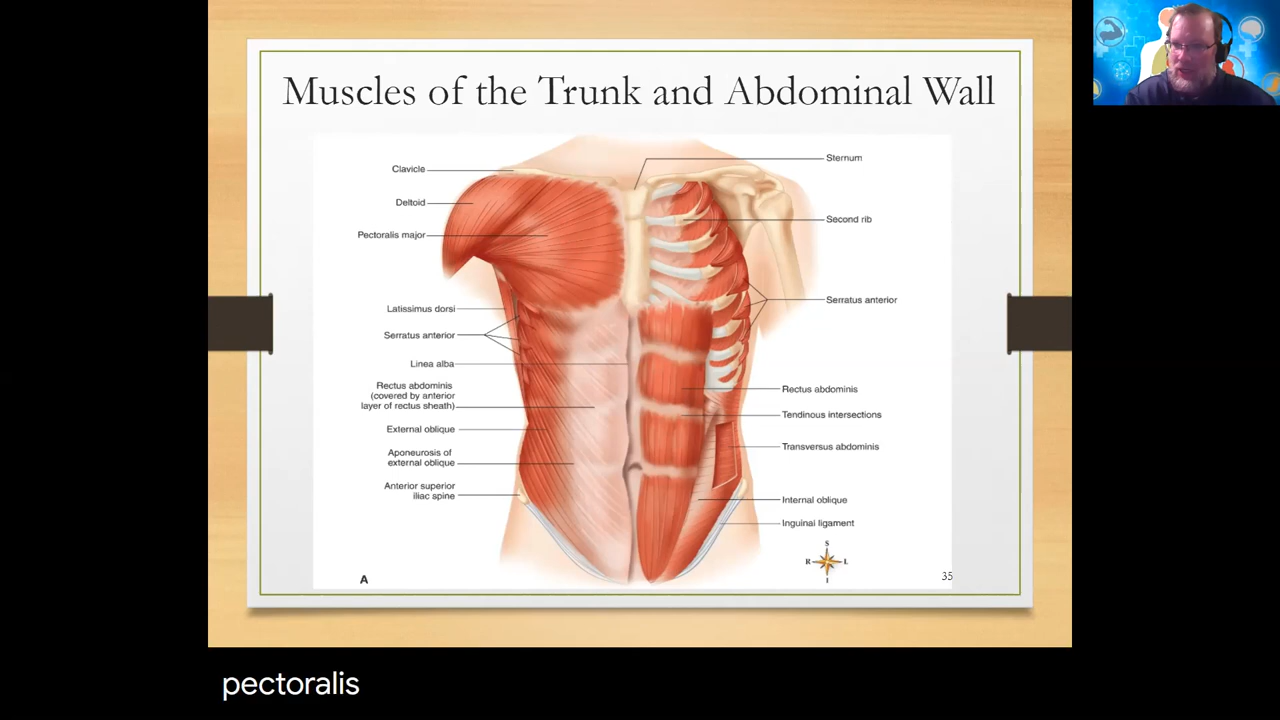 Muscles of the Trunk and Abdominal Wall
Clavicle
Deltoid
Pectoralis major
Latissimus dorsi
Serratus anterior
Linea alba
Rectus abdominis
(covered by anterior
layer of rectus sheath)
External oblique
Aponeurosis of
external oblique
Anterior superior
iliac spine
Sternum
Second rib
Serratus anterior
Rectus abdominis
Tendinous intersections
Transversus abdominis
Internal oblique
Inguinal ligament
S
R L
I
A
35
pectoralis